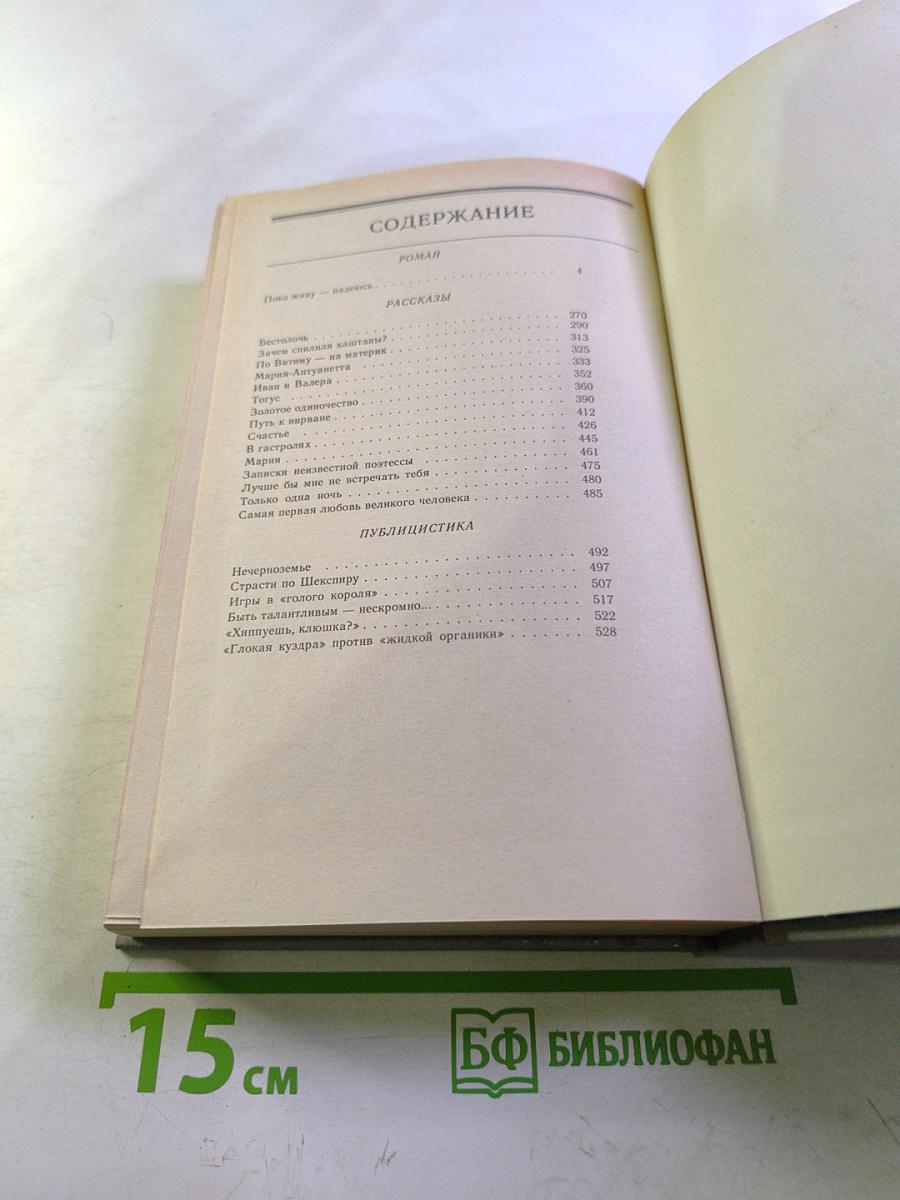 СОДЕРЖАНИЕ
РОМАН
Пока живу — надеюсь . . . . . . . . . . . . . . . . . . . . 4
РАССКАЗЫ
Бестолочь . . . . . . . . . . . . . . . . . . . . 270
Зачем спилили каштаны? . . . . . . . . . . . . . . . . 290
По Витиму — на материк . . . . . . . . . . . . . . . . 313
Мария-Антуанетта . . . . . . . . . . . . . . . . 325
Иван и Валера . . . . . . . . . . . . . . . . . . 333
Тогус . . . . . . . . . . . . . . . . . . . . 352
Золотое одиночество . . . . . . . . . . . . . . . . 360
Путь к нирване . . . . . . . . . . . . . . . . . . 390
Счастье . . . . . . . . . . . . . . . . . . . . 412
В гастролях . . . . . . . . . . . . . . . . . . . 426
Мария . . . . . . . . . . . . . . . . . . . . 445
Записки неизвестной поэтессы . . . . . . . . . . . . . 461
Лучше бы мне не встречать тебя . . . . . . . . . . . . 475
Только одна ночь . . . . . . . . . . . . . . . . . 480
Самая первая любовь великого человека . . . . . . . . . 485
ПУБЛИЦИСТИКА
Нечерноземье . . . . . . . . . . . . . . . . . . . 492
Страсти по Шекспиру . . . . . . . . . . . . . . . . 497
Игры в «голого короля» . . . . . . . . . . . . . . . 507
Быть талантливым — нескромно... . . . . . . . . . . . . 517
«Хиппуешь, клюшка?» . . . . . . . . . . . . . . . . 522
«Глокая куздра» против «жидкой органики» . . . . . . . 528
15 см
БФ БИБЛИОФАН